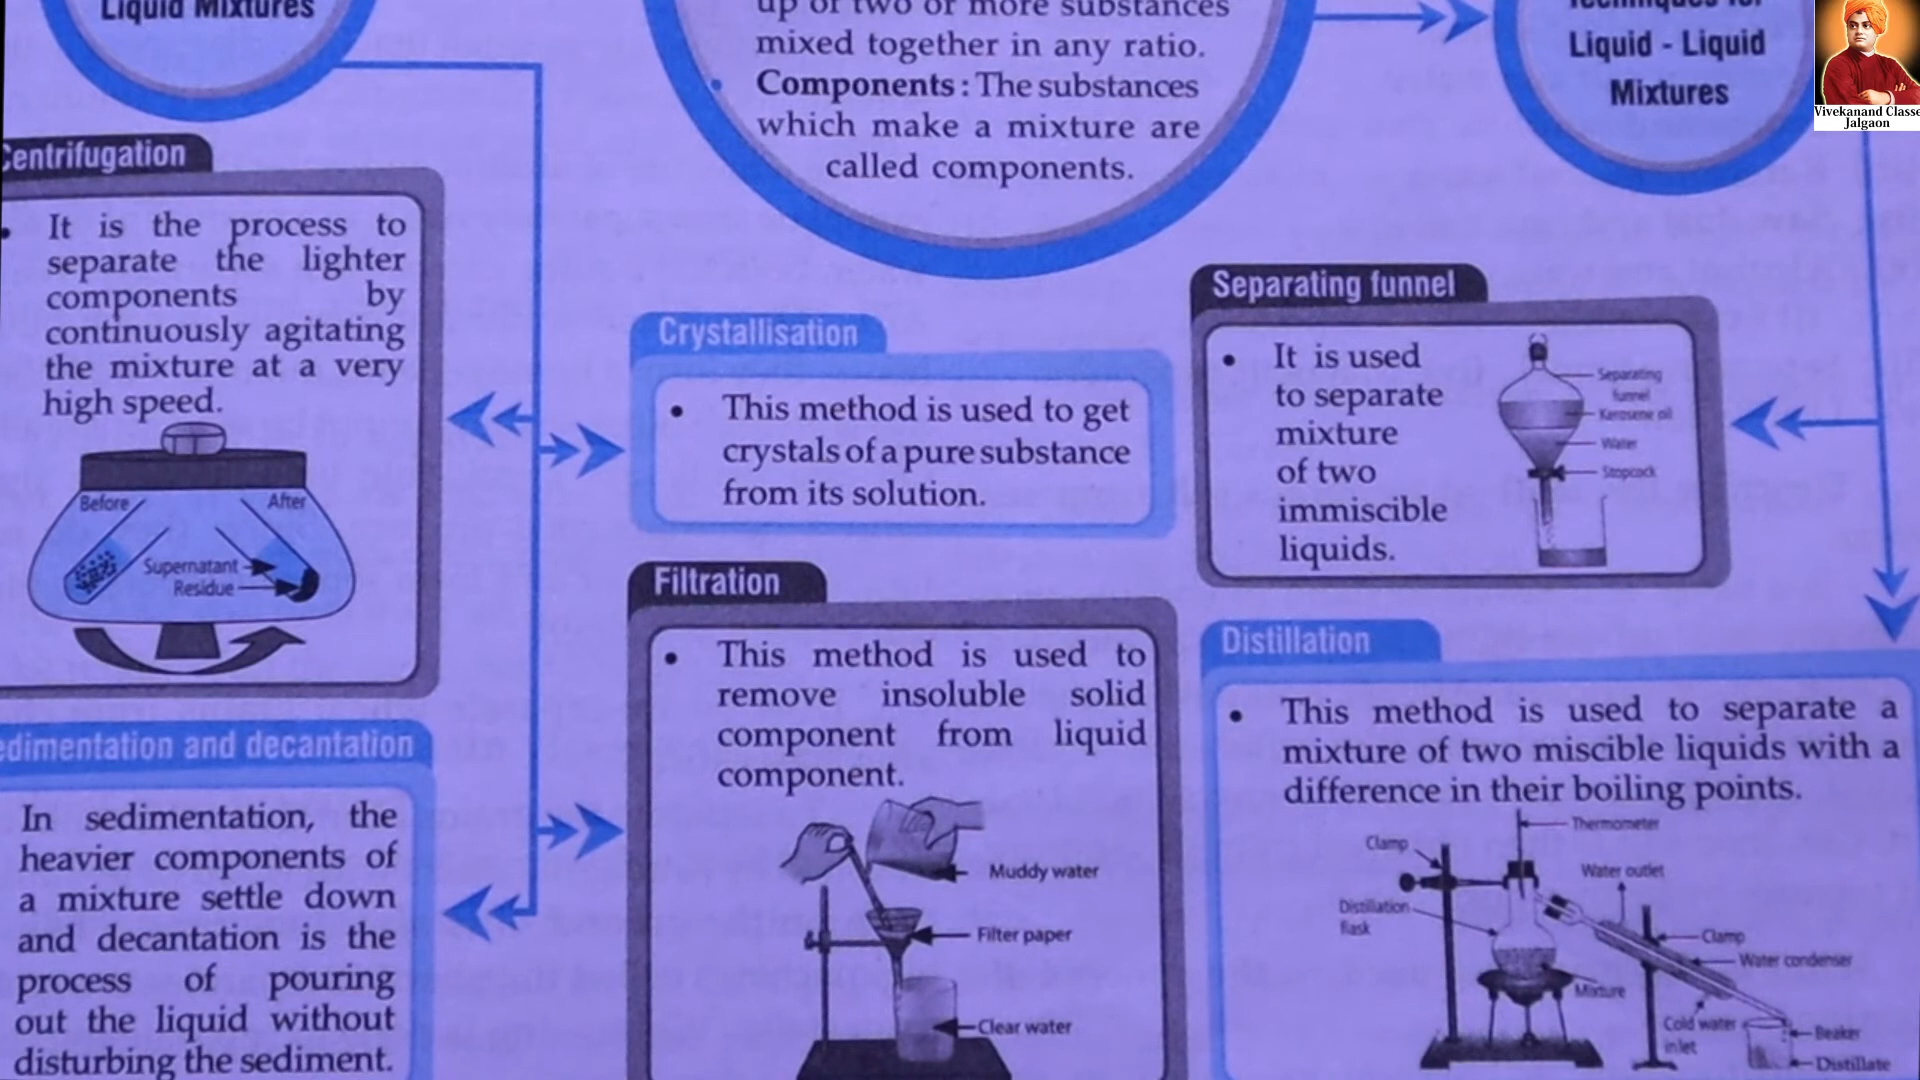 Liquid Mixtures
up of two or more substances
mixed together in any ratio.
Components : The substances
which make a mixture are
called components.
Liquid - Liquid
Mixtures
Vivekanand Classe
Jalgaon
Centrifugation
It is the process to
separate the lighter
components by
continuously agitating
the mixture at a very
high speed.
Before
After
Supernatant
Residue
edimentation and decantation
In sedimentation, the
heavier components of
a mixture settle down
and decantation is the
process of pouring
out the liquid without
disturbing the sediment.
Crystallisation
This method is used to get
crystals of a pure substance
from its solution.
Filtration
This method is used to
remove insoluble solid
component from liquid
component.
Muddy water
Filter paper
Clear water
Separating funnel
It is used
to separate
mixture
of two
immiscible
liquids.
Separating
funnel
Kerosene oil
Water
Stopcock
Distillation
This method is used to separate a
mixture of two miscible liquids with a
difference in their boiling points.
Thermometer
Clamp
Water outlet
Distillation
flask
Clamp
Water condenser
Mixture
Cold water
inlet
Beaker
Distillate